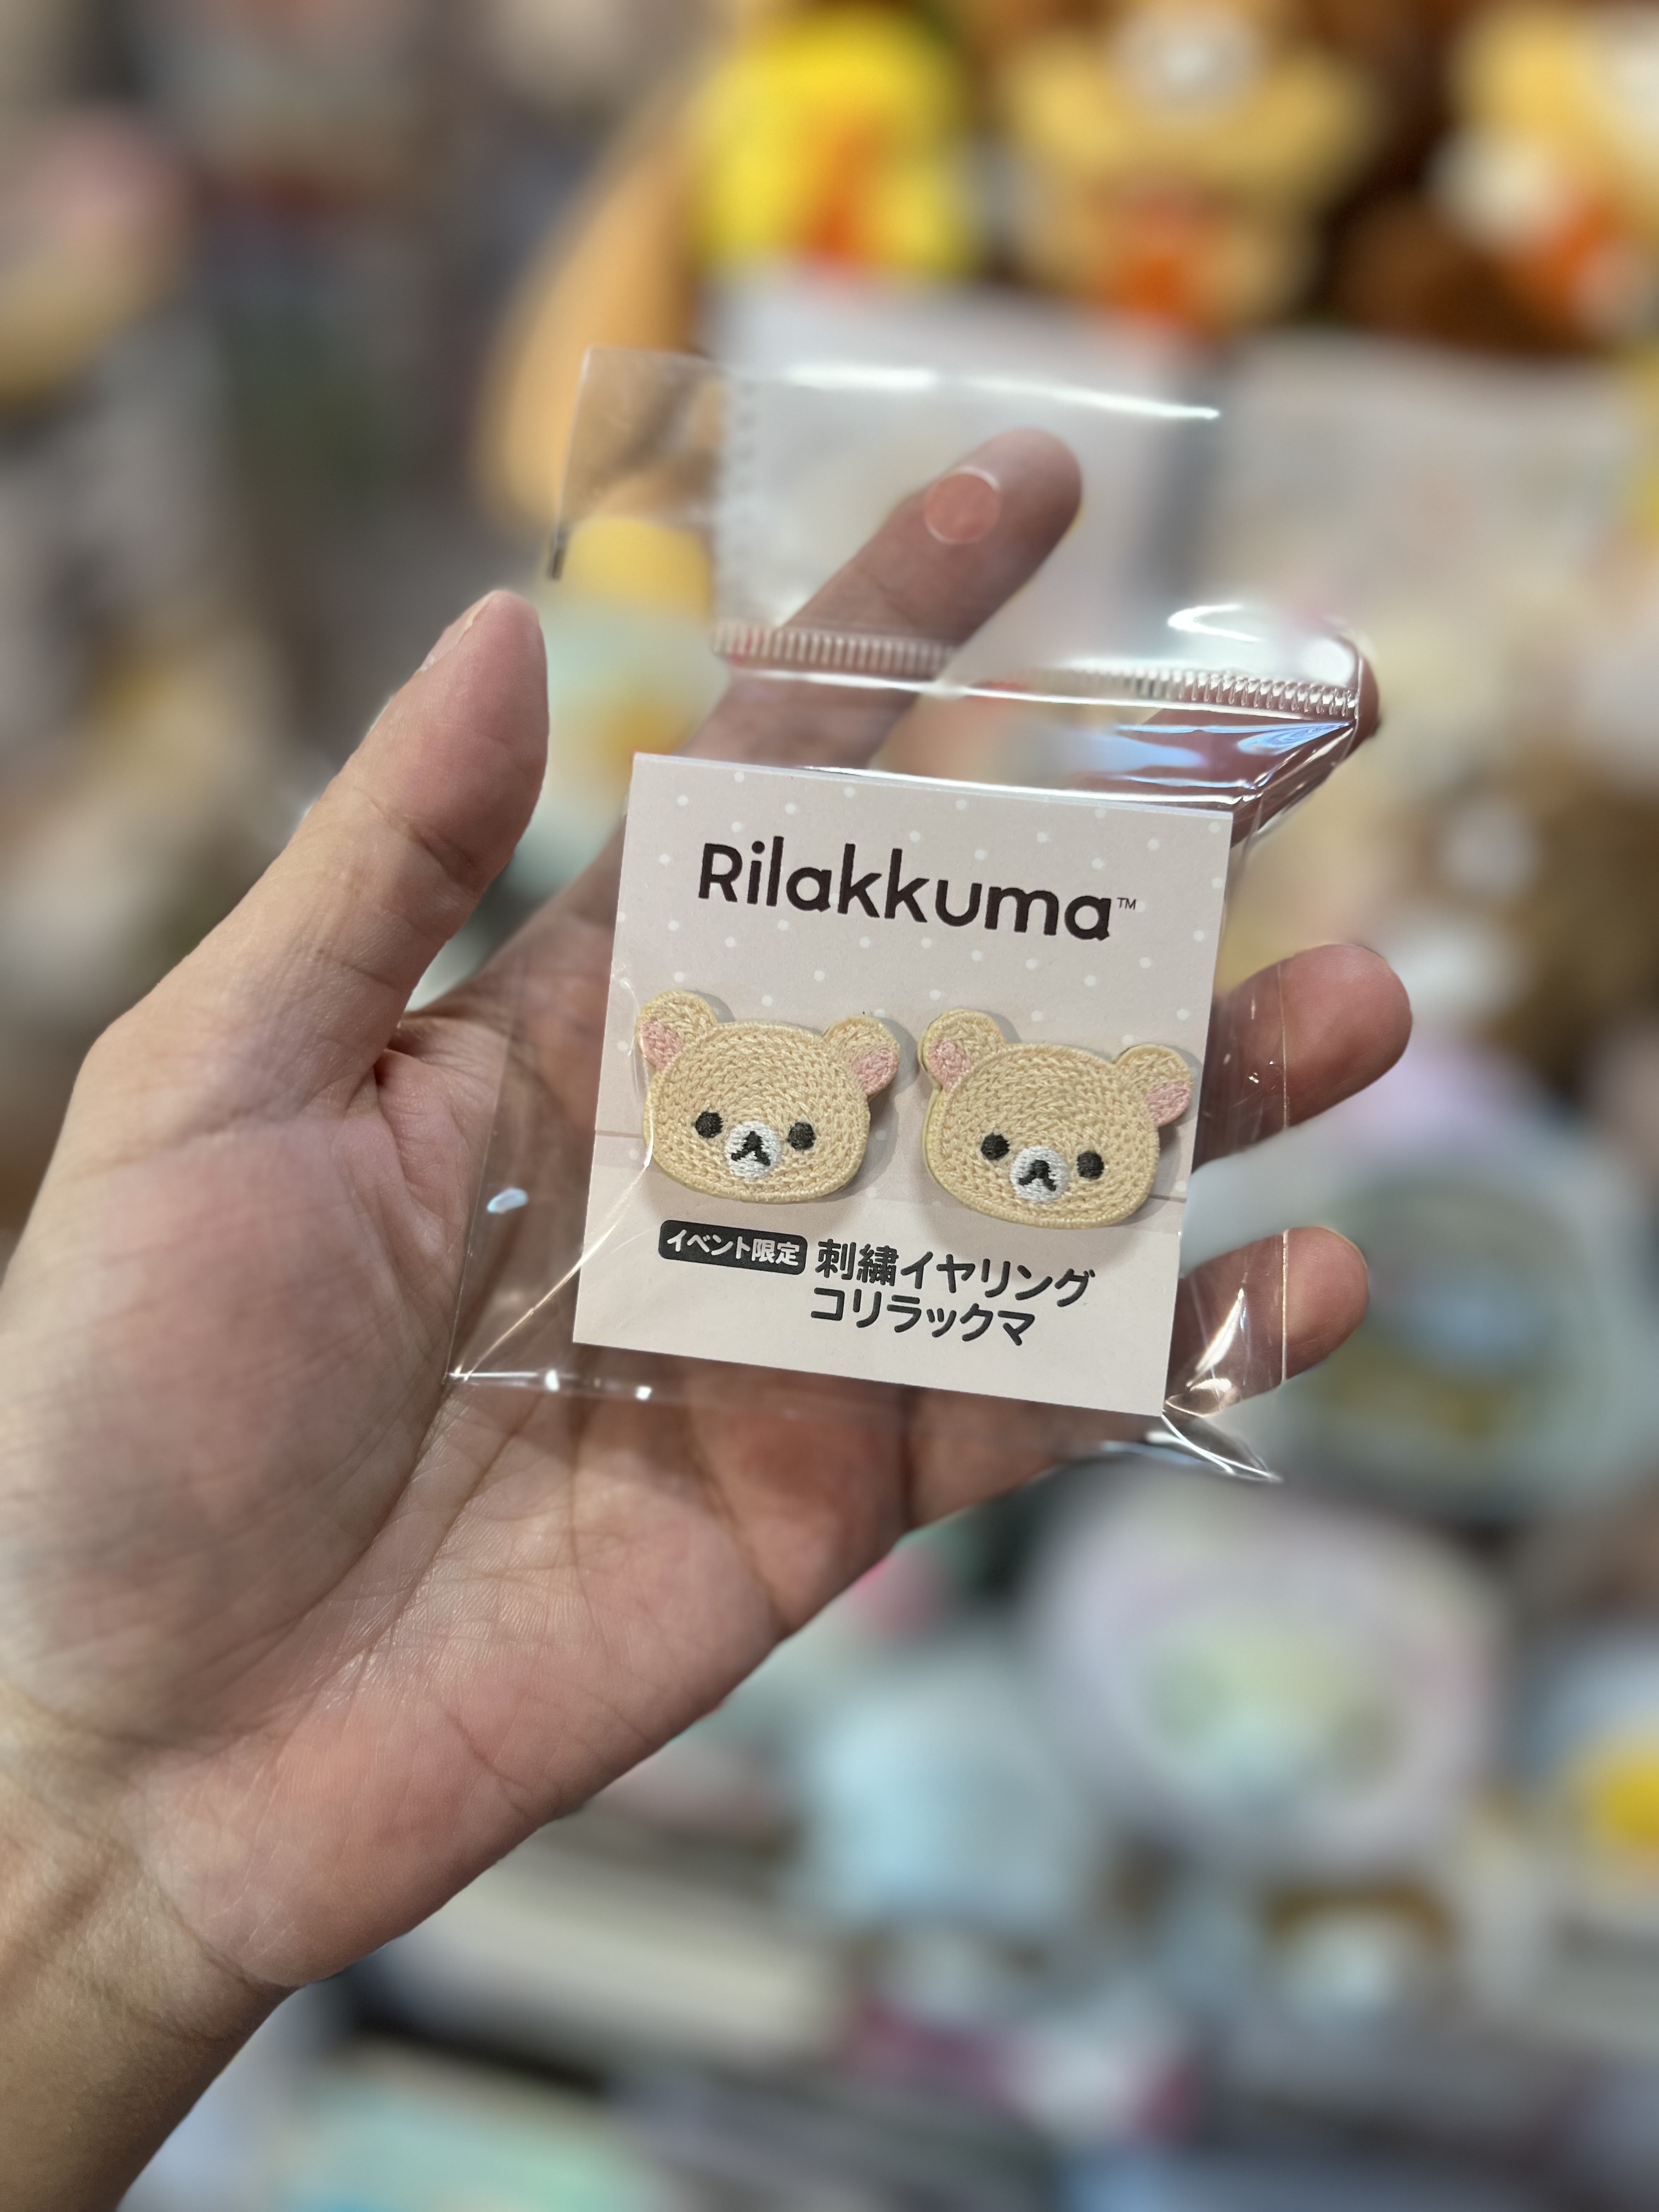 Rilakkuma™
イベント限定 刺繍イヤリング
コリラックマ